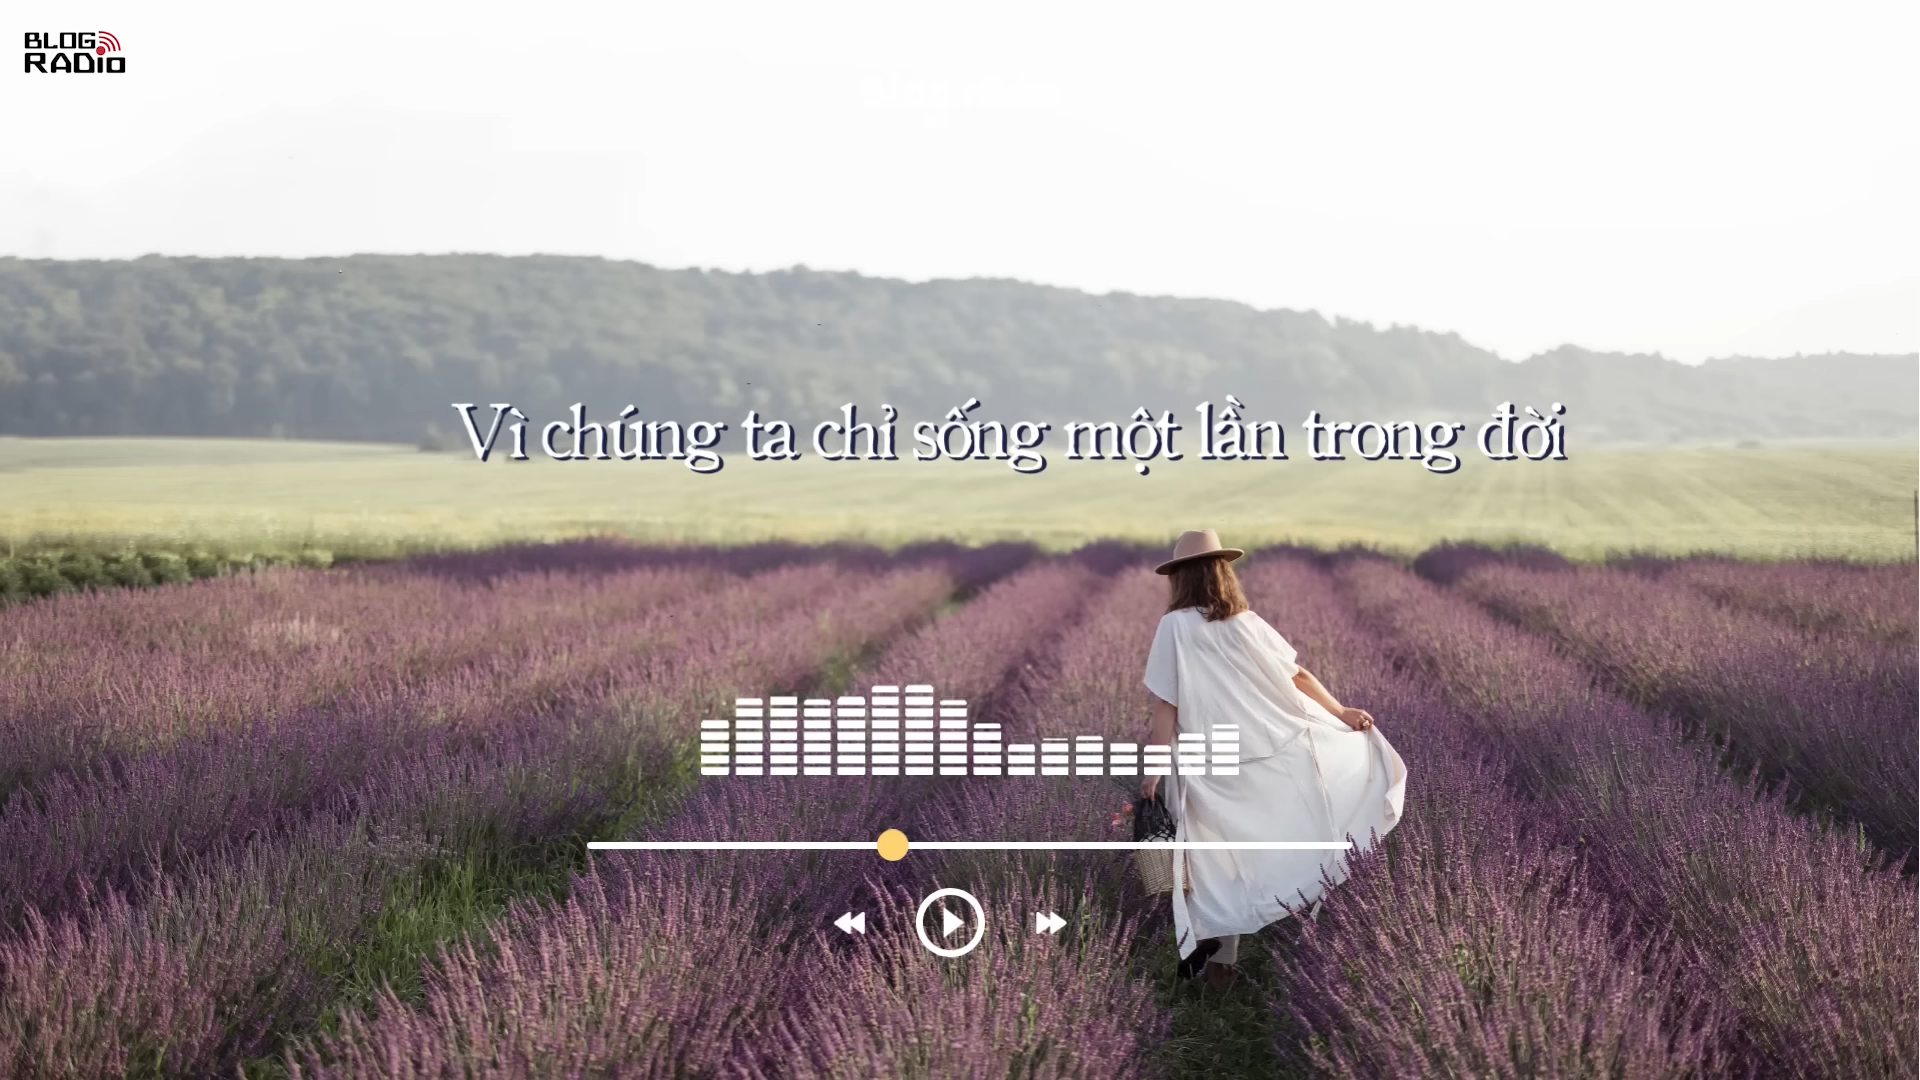 BLOG
RADIO
Vì chúng ta chỉ sống một lần trong đời